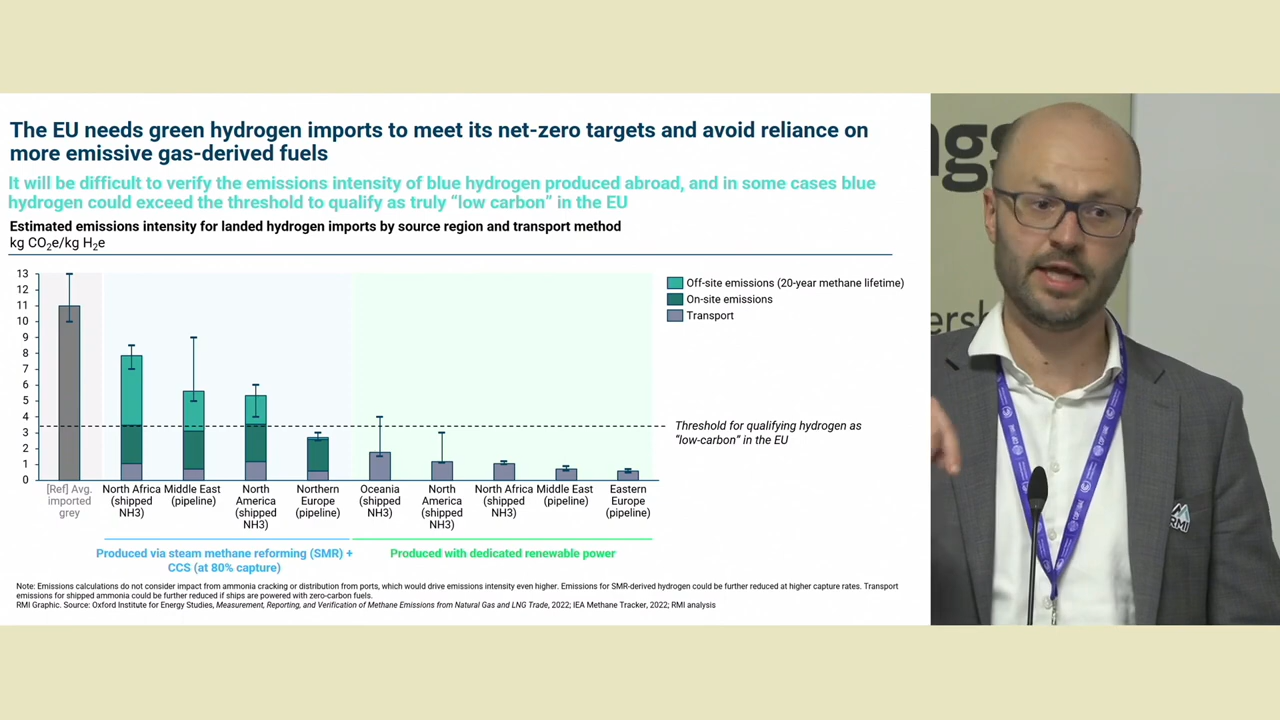 The EU needs green hydrogen imports to meet its net-zero targets and avoid reliance on
more emissive gas-derived fuels
It will be difficult to verify the emissions intensity of blue hydrogen produced abroad, and in some cases blue
hydrogen could exceed the threshold to qualify as truly “low carbon” in the EU
Estimated emissions intensity for landed hydrogen imports by source region and transport method
kg CO₂e/kg H₂e
13
12
11
10
9
8
7
6
5
4
3
2
1
0
Off-site emissions (20-year methane lifetime)
On-site emissions
Transport
Threshold for qualifying hydrogen as
“low-carbon” in the EU
[Ref] Avg.
imported
grey
North Africa
(shipped
NH3)
Middle East
(pipeline)
North
America
(shipped
NH3)
Northern
Europe
(pipeline)
Oceania
(shipped
NH3)
North
America
(shipped
NH3)
North Africa
(shipped
NH3)
Middle East
(pipeline)
Eastern
Europe
(pipeline)
Produced via steam methane reforming (SMR) +
CCS (at 80% capture)
Produced with dedicated renewable power
Note: Emissions calculations do not consider impact from ammonia cracking or distribution from ports, which would drive emissions intensity even higher. Emissions for SMR-derived hydrogen could be further reduced at higher capture rates. Transport
emissions for shipped ammonia could be further reduced if ships are powered with zero-carbon fuels.
RMI Graphic. Source: Oxford Institute for Energy Studies, Measurement, Reporting, and Verification of Methane Emissions from Natural Gas and LNG Trade, 2022; IEA Methane Tracker, 2022; RMI analysis
RMI